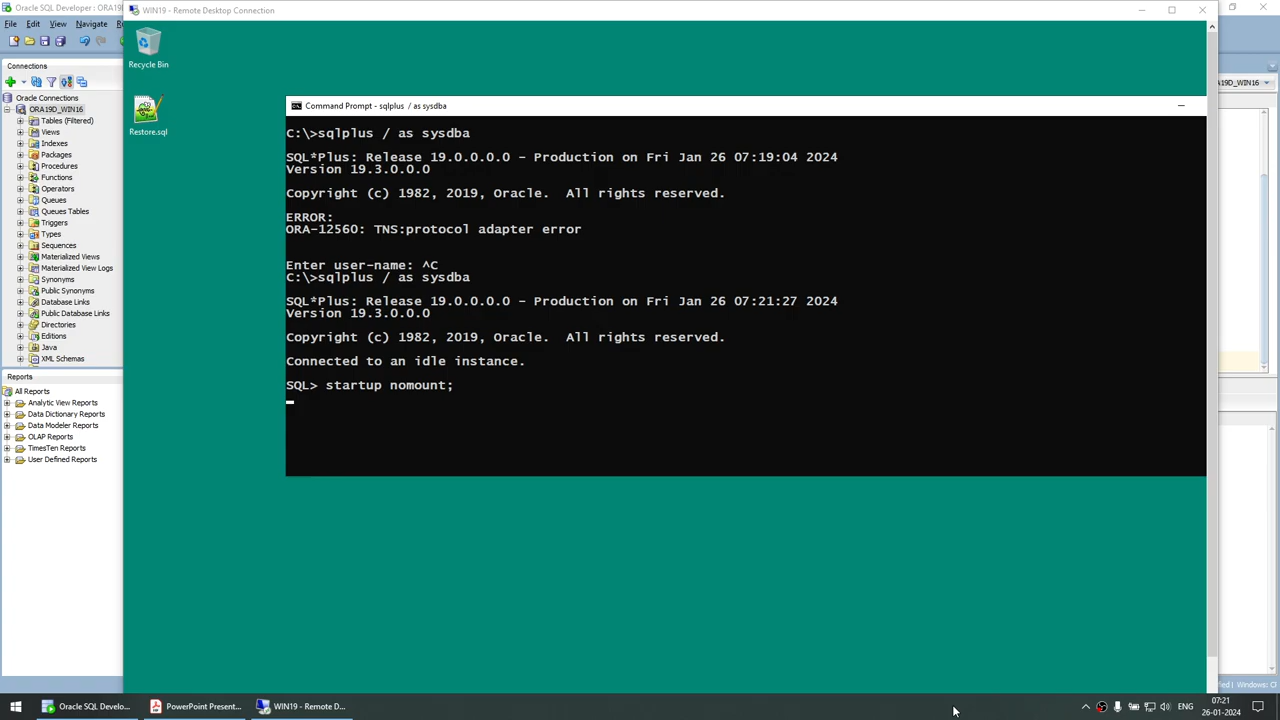 Oracle SQL Developer : ORA19
WIN19 - Remote Desktop Connection
File Edit View Navigate
Connections
Oracle Connections
ORA19D_WIN16
Tables (Filtered)
Views
Indexes
Packages
Procedures
Functions
Operators
Queues
Queues Tables
Triggers
Types
Sequences
Materialized Views
Materialized View Logs
Synonyms
Public Synonyms
Database Links
Public Database Links
Directories
Editions
Java
XML Schemas
Reports
All Reports
Analytic View Reports
Data Dictionary Reports
Data Modeler Reports
OLAP Reports
TimesTen Reports
User Defined Reports
Recycle Bin
Restore.sql
Command Prompt - sqlplus / as sysdba
C:\>sqlplus / as sysdba
SQL*Plus: Release 19.0.0.0.0 - Production on Fri Jan 26 07:19:04 2024
Version 19.3.0.0.0
Copyright (c) 1982, 2019, Oracle.  All rights reserved.
ERROR:
ORA-12560: TNS:protocol adapter error
Enter user-name: ^C
C:\>sqlplus / as sysdba
SQL*Plus: Release 19.0.0.0.0 - Production on Fri Jan 26 07:21:27 2024
Version 19.3.0.0.0
Copyright (c) 1982, 2019, Oracle.  All rights reserved.
Connected to an idle instance.
SQL> startup nomount;
19D_WIN16
Windows: C
Oracle SQL Develo...
PowerPoint Present...
WIN19 - Remote D...
ENG
07:21
26-01-2024